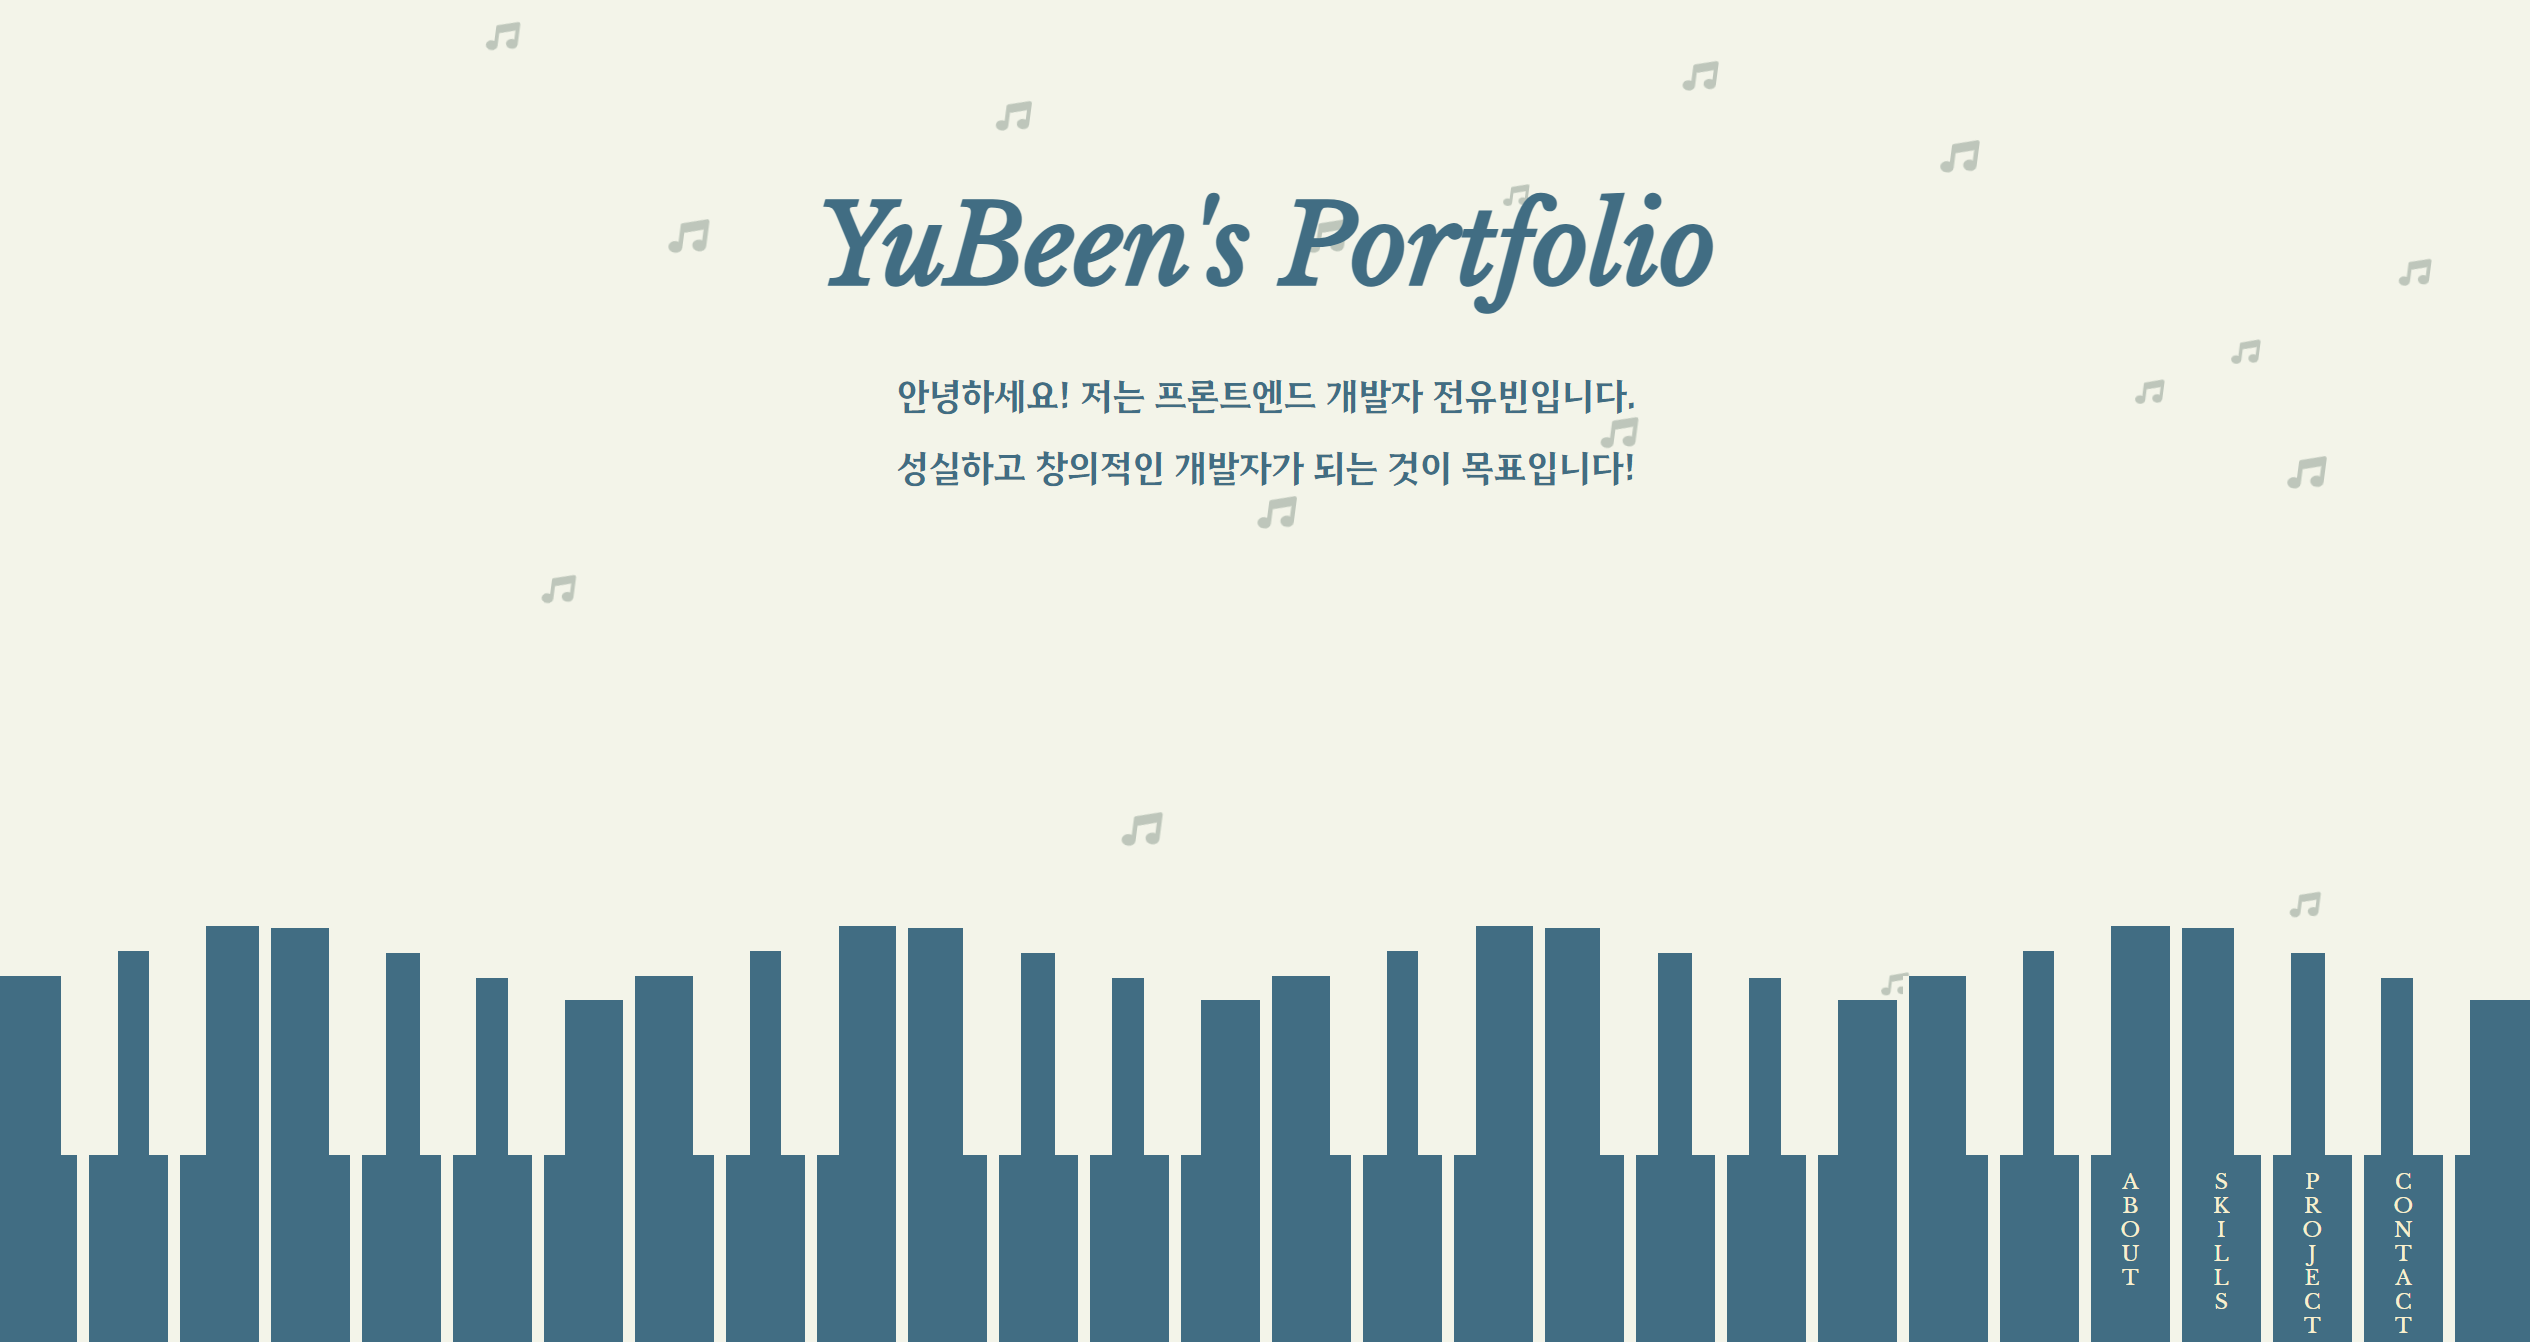 YuBeen's Portfolio
안녕하세요! 저는 프론트엔드 개발자 전유빈입니다.
성실하고 창의적인 개발자가 되는 것이 목표입니다!
ABOUT
SKILLS
PROJECT
CONTACT